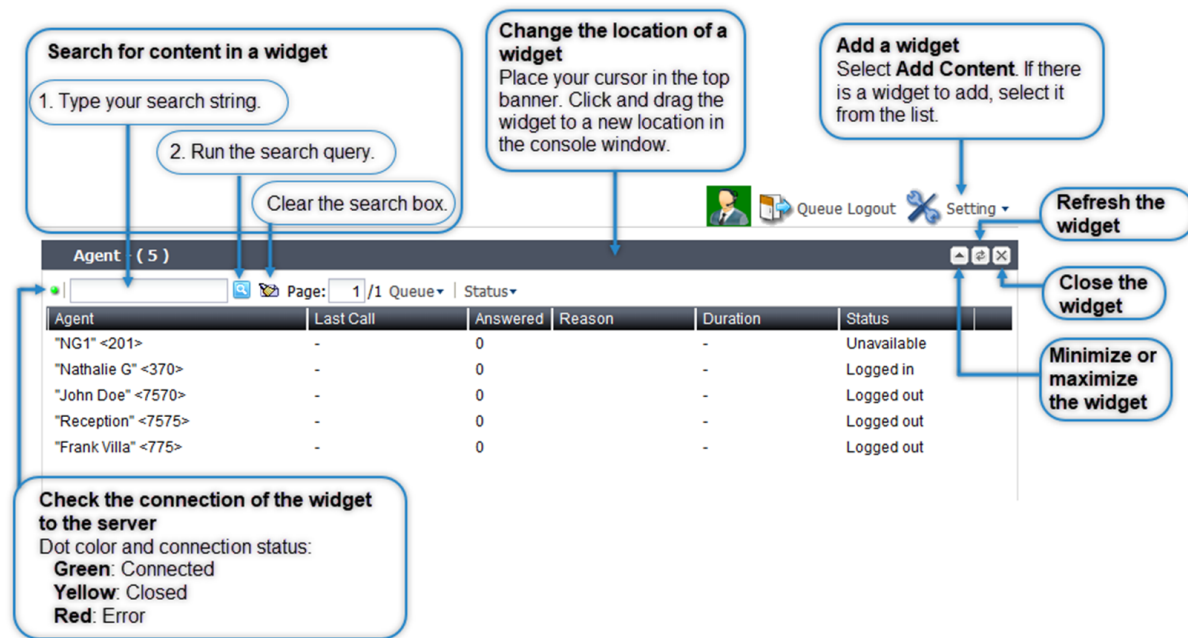 Search for content in a widget
1. Type your search string.
2. Run the search query.
Clear the search box.
Change the location of a
widget
Place your cursor in the top
banner. Click and drag the
widget to a new location in
the console window.
Add a widget
Select Add Content. If there
is a widget to add, select it
from the list.
Queue Logout Setting
Refresh the
widget
Close the
widget
Minimize or
maximize
the widget
Agent - ( 5 )
Page: 1 /1 Queue | Status
Agent Last Call Answered Reason Duration Status
"NG1" <201> - 0 - Unavailable
"Nathalie G" <370> - 0 - Logged in
"John Doe" <7570> - 0 - Logged out
"Reception" <7575> - 0 - Logged out
"Frank Villa" <775> - 0 - Logged out
Check the connection of the widget
to the server
Dot color and connection status:
Green: Connected
Yellow: Closed
Red: Error